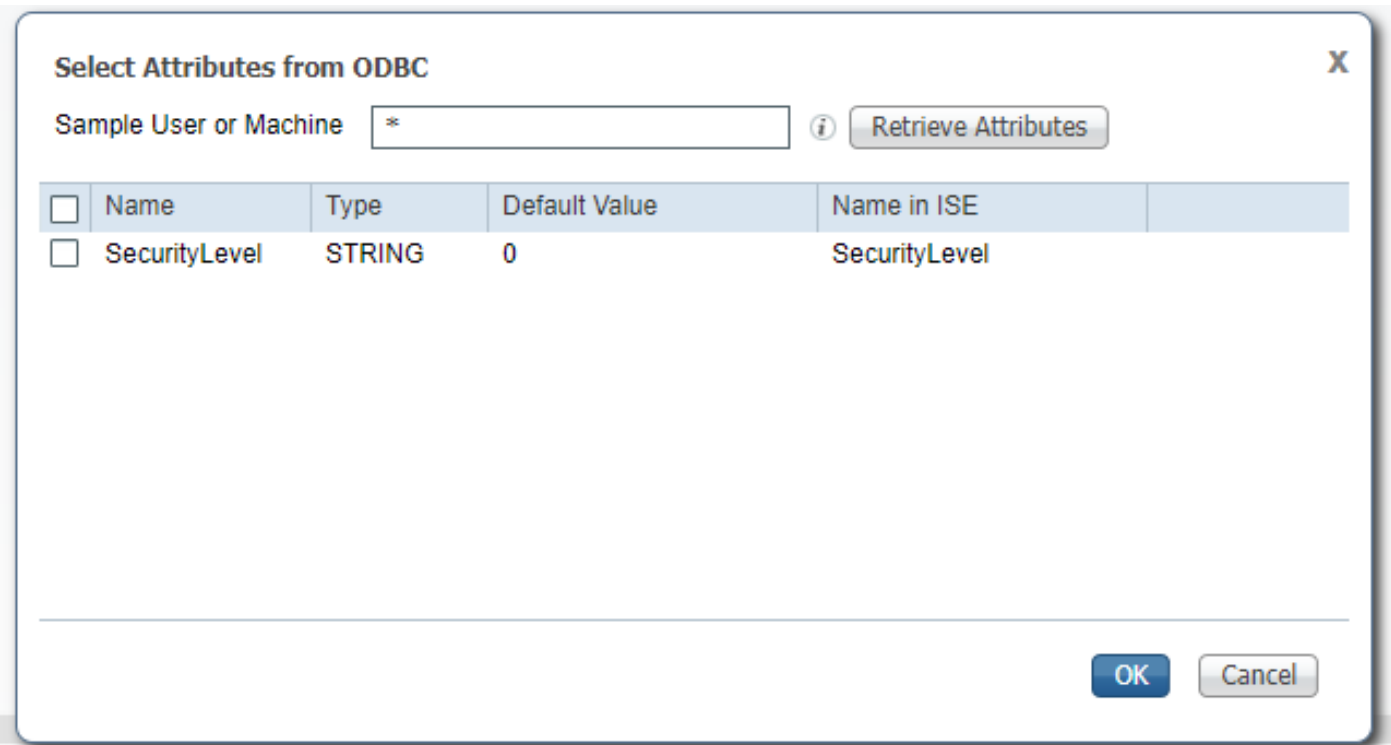 Select Attributes from ODBC X
Sample User or Machine * i Retrieve Attributes
Name Type Default Value Name in ISE
SecurityLevel STRING 0 SecurityLevel
OK Cancel